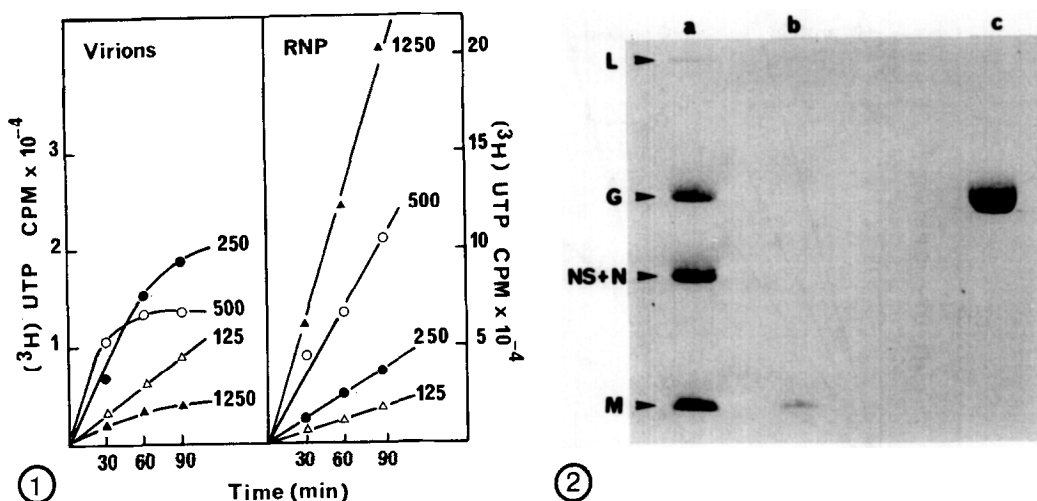 Virions
RNP
(³H) UTP CPM x 10⁻⁴
3
2
1
250
500
125
1250
1250
500
250
125
20
15
10
5
(³H) UTP CPM x 10⁻⁴
30 60 90
30 60 90
Time (min)
1
a b c
L
G
NS+N
M
2